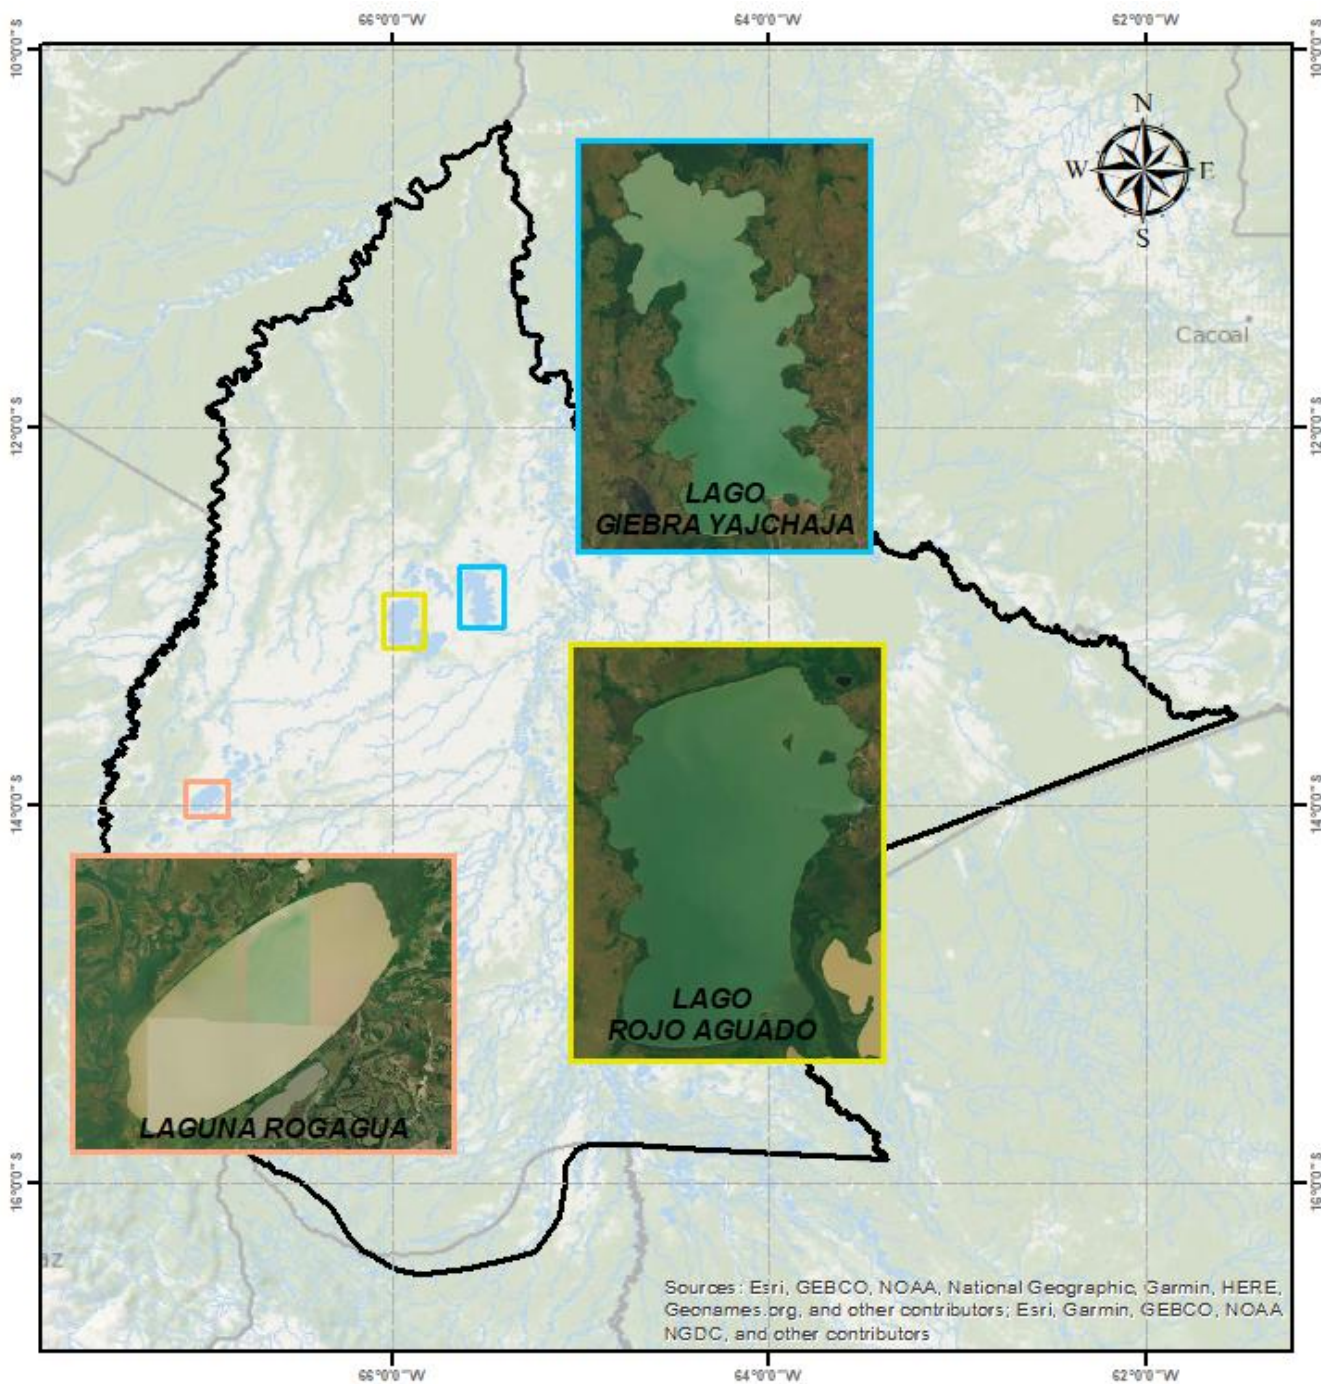 66°0'0"W 64°0'0"W 62°0'0"W
10°0'0"S 10°0'0"S
N
W E
S
Cacoal
12°0'0"S 12°0'0"S
LAGO
GIEBRA YAJCHAJA
14°0'0"S 14°0'0"S
LAGO
ROJO AGUADO
LAGUNA ROGAGUA
16°0'0"S 16°0'0"S
az
Sources: Esri, GEBCO, NOAA, National Geographic, Garmin, HERE,
Geonames.org, and other contributors; Esri, Garmin, GEBCO, NOAA
NGDC, and other contributors
66°0'0"W 64°0'0"W 62°0'0"W